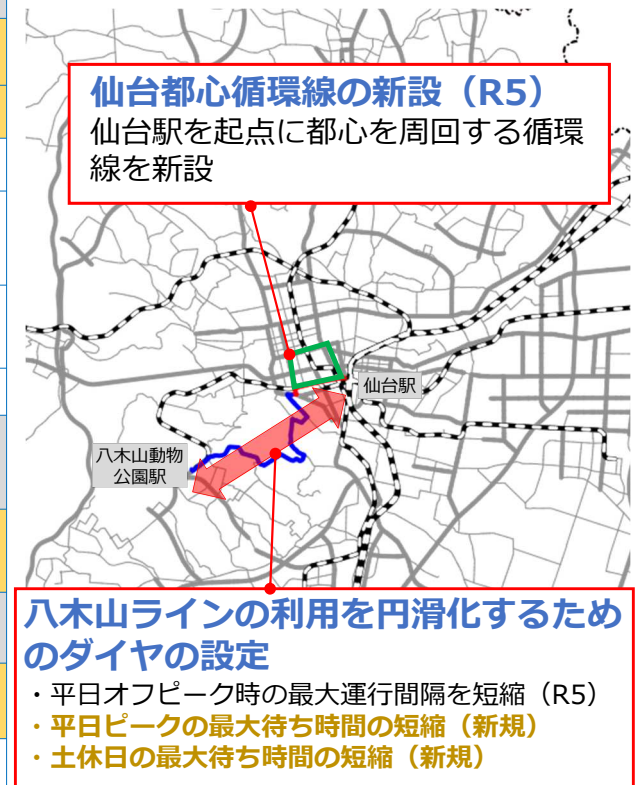 仙台都心循環線の新設（R5）
仙台駅を起点に都心を周回する循環
線を新設
仙台駅
八木山動物
公園駅
八木山ラインの利用を円滑化するため
のダイヤの設定
・平日オフピーク時の最大運行間隔を短縮（R5）
・平日ピークの最大待ち時間の短縮（新規）
・土休日の最大待ち時間の短縮（新規）